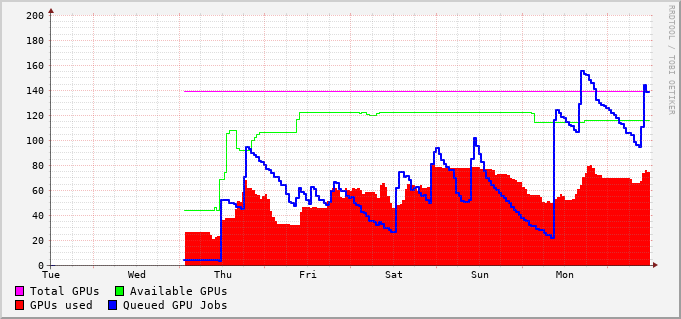 200
180
160
140
120
100
80
60
40
20
0
Tue Wed Thu Fri Sat Sun Mon
Total GPUs Available GPUs
GPUs used Queued GPU Jobs
RRDTOOL / TOBI OETIKER